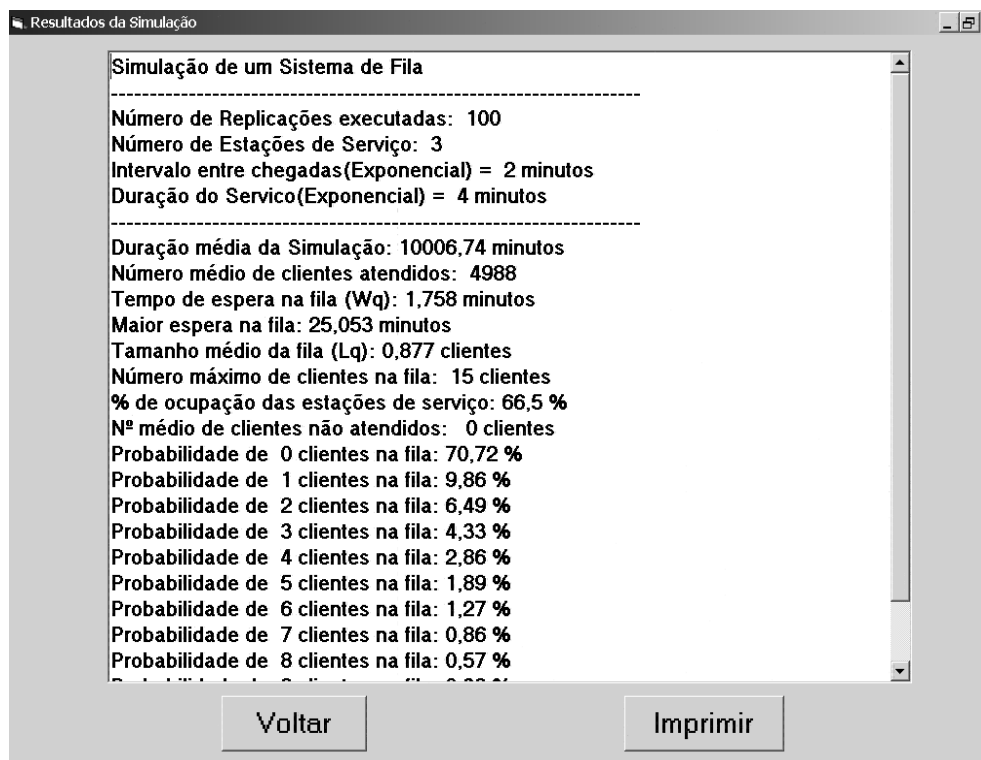 Resultados da Simulação
Simulação de um Sistema de Fila
------------------------------------------------------------------
Número de Replicações executadas: 100
Número de Estações de Serviço: 3
Intervalo entre chegadas(Exponencial) = 2 minutos
Duração do Servico(Exponencial) = 4 minutos
------------------------------------------------------------------
Duração média da Simulação: 10006,74 minutos
Número médio de clientes atendidos: 4988
Tempo de espera na fila (Wq): 1,758 minutos
Maior espera na fila: 25,053 minutos
Tamanho médio da fila (Lq): 0,877 clientes
Número máximo de clientes na fila: 15 clientes
% de ocupação das estações de serviço: 66,5 %
Nº médio de clientes não atendidos: 0 clientes
Probabilidade de 0 clientes na fila: 70,72 %
Probabilidade de 1 clientes na fila: 9,86 %
Probabilidade de 2 clientes na fila: 6,49 %
Probabilidade de 3 clientes na fila: 4,33 %
Probabilidade de 4 clientes na fila: 2,86 %
Probabilidade de 5 clientes na fila: 1,89 %
Probabilidade de 6 clientes na fila: 1,27 %
Probabilidade de 7 clientes na fila: 0,86 %
Probabilidade de 8 clientes na fila: 0,57 %
Voltar
Imprimir